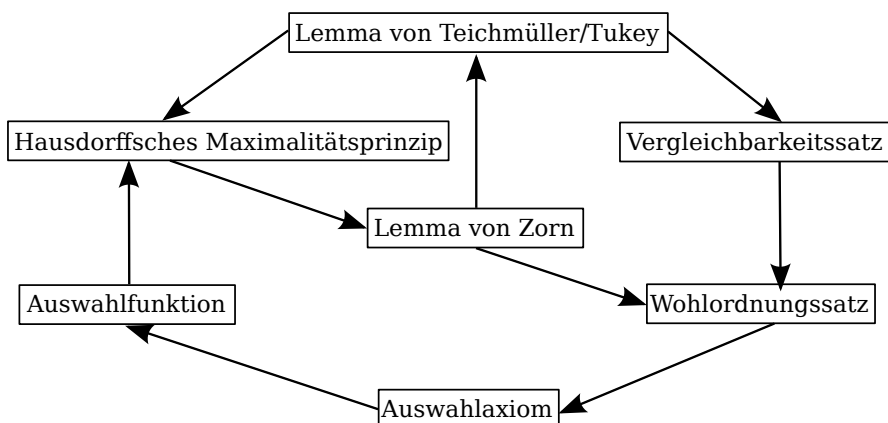 Lemma von Teichmüller/Tukey
Hausdorffsches Maximalitätsprinzip
Vergleichbarkeitssatz
Lemma von Zorn
Auswahlfunktion
Wohlordnungssatz
Auswahlaxiom